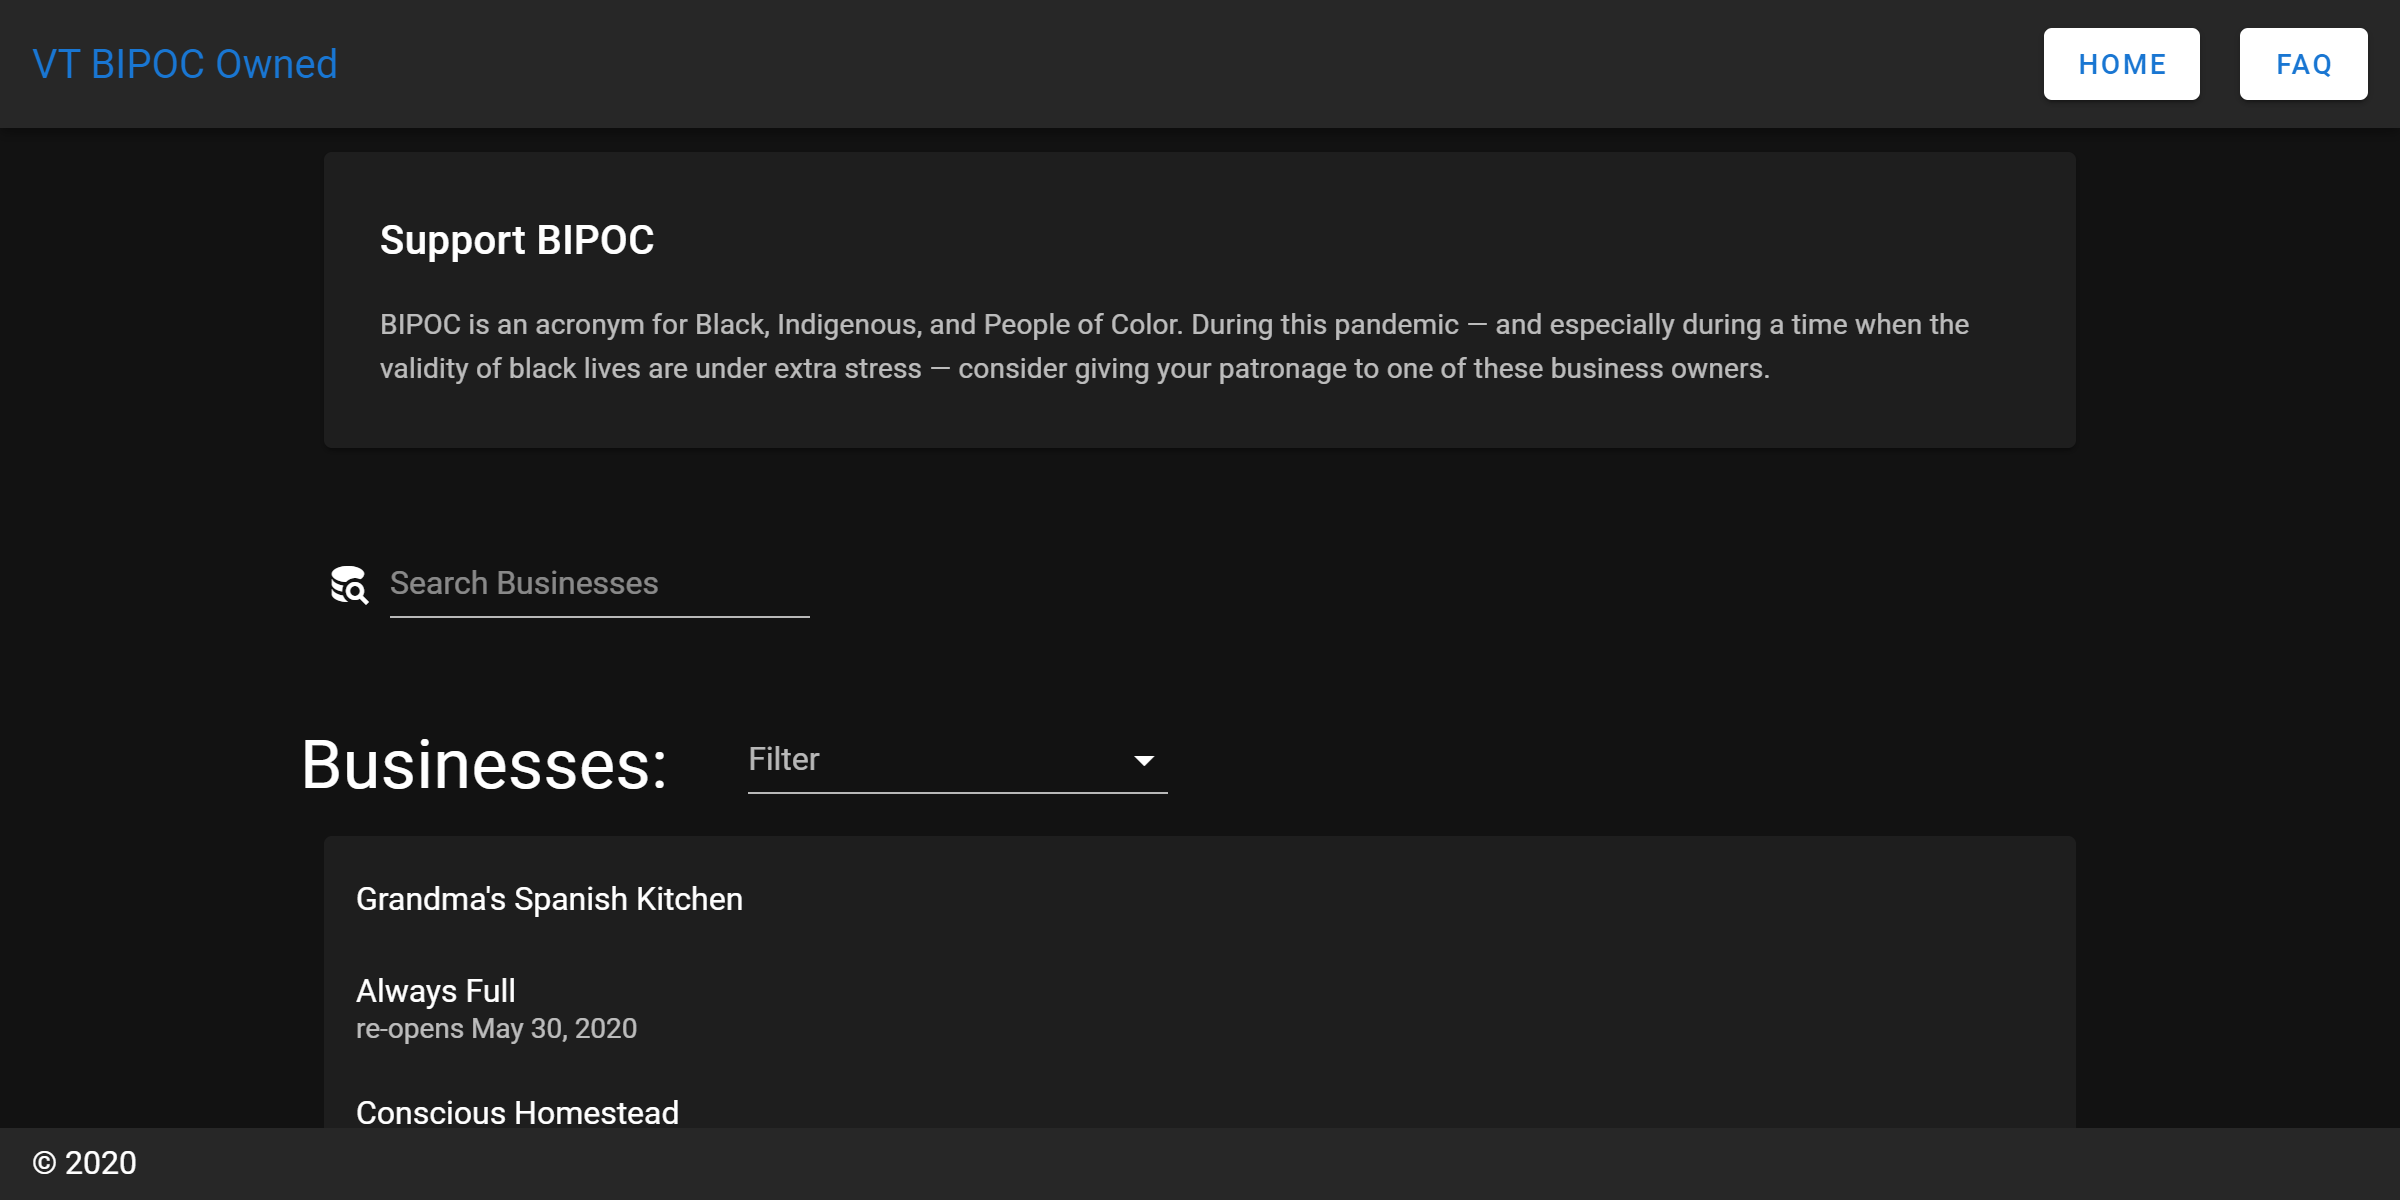 VT BIPOC Owned
HOME
FAQ
Support BIPOC
BIPOC is an acronym for Black, Indigenous, and People of Color. During this pandemic — and especially during a time when the
validity of black lives are under extra stress — consider giving your patronage to one of these business owners.
Search Businesses
Businesses:
Filter
Grandma's Spanish Kitchen
Always Full
re-opens May 30, 2020
Conscious Homestead
© 2020